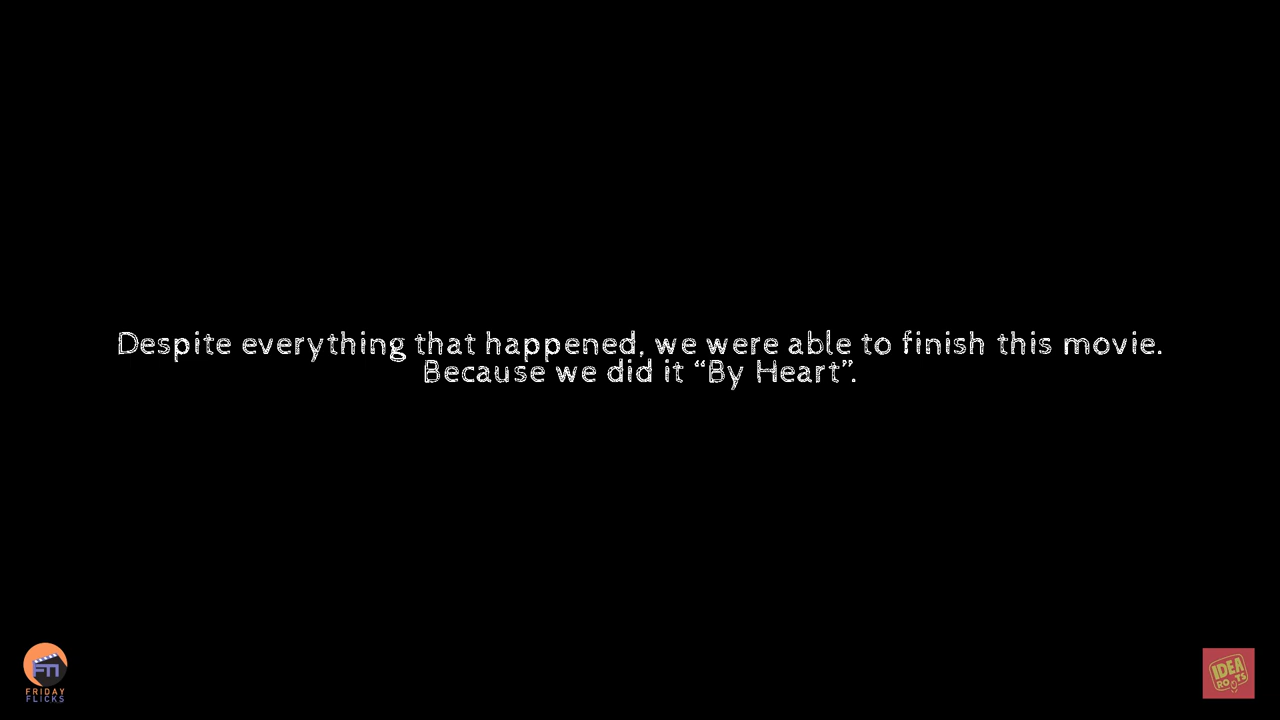 Despite everything that happened, we were able to finish this movie.
Because we did it “By Heart”.
FM
FRIDAY
FLICKS
IDEA
ROOTS